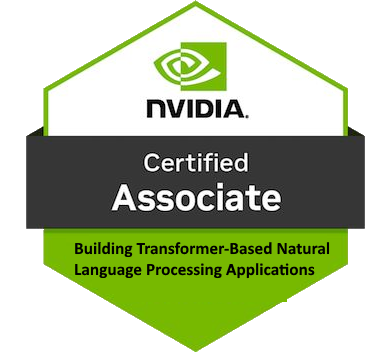 NVIDIA.
Certified
Associate
Building Transformer-Based Natural
Language Processing Applications